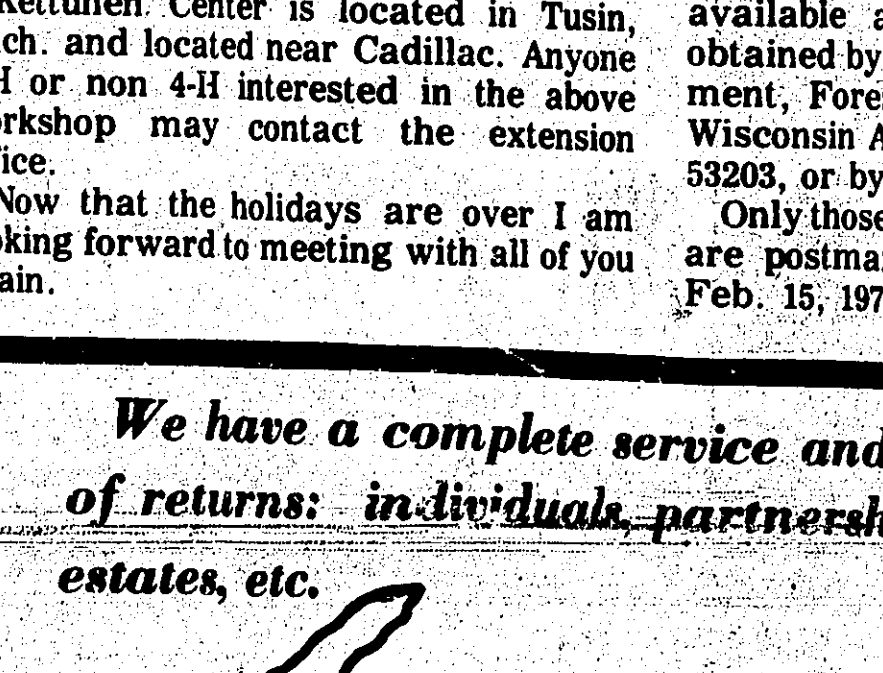 Kettunen Center is located in Tusin,
ch. and located near Cadillac. Anyone
H or non 4-H interested in the above
rkshop may contact the extension
ice.
Now that the holidays are over I am
king forward to meeting with all of you
ain.
available a
obtained by
ment, Fore
Wisconsin A
53203, or by
Only those
are postma
Feb. 15, 197
We have a complete service and
of returns: individuals, partnersh
estates, etc.